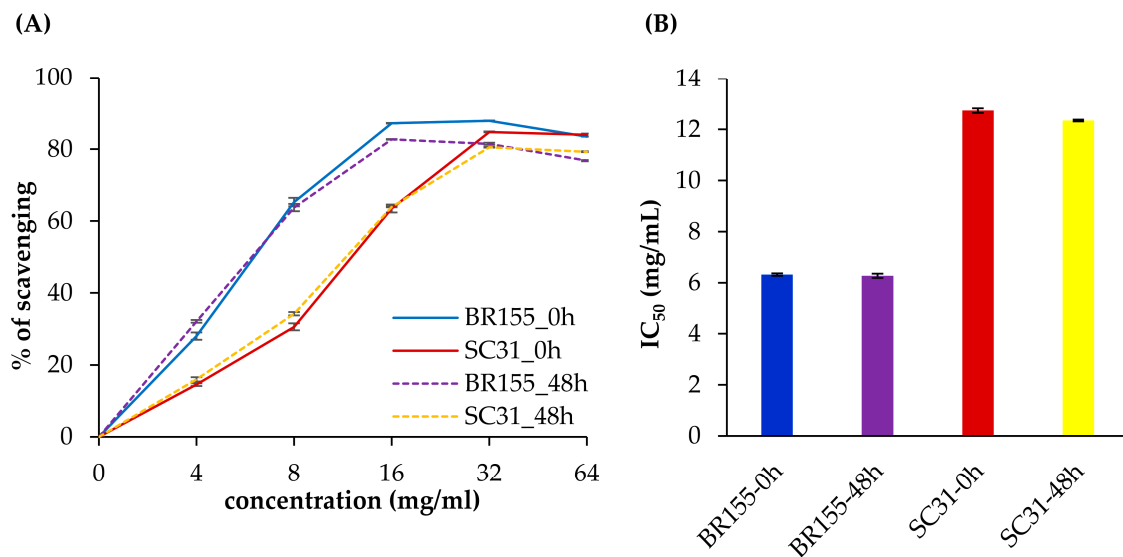 (A)
100
80
60
40
20
0
% of scavenging
0 4 8 16 32 64
concentration (mg/ml)
BR155_0h
SC31_0h
BR155_48h
SC31_48h
(B)
14
12
10
8
6
4
2
0
IC50 (mg/mL)
BR155-0h
BR155-48h
SC31-0h
SC31-48h